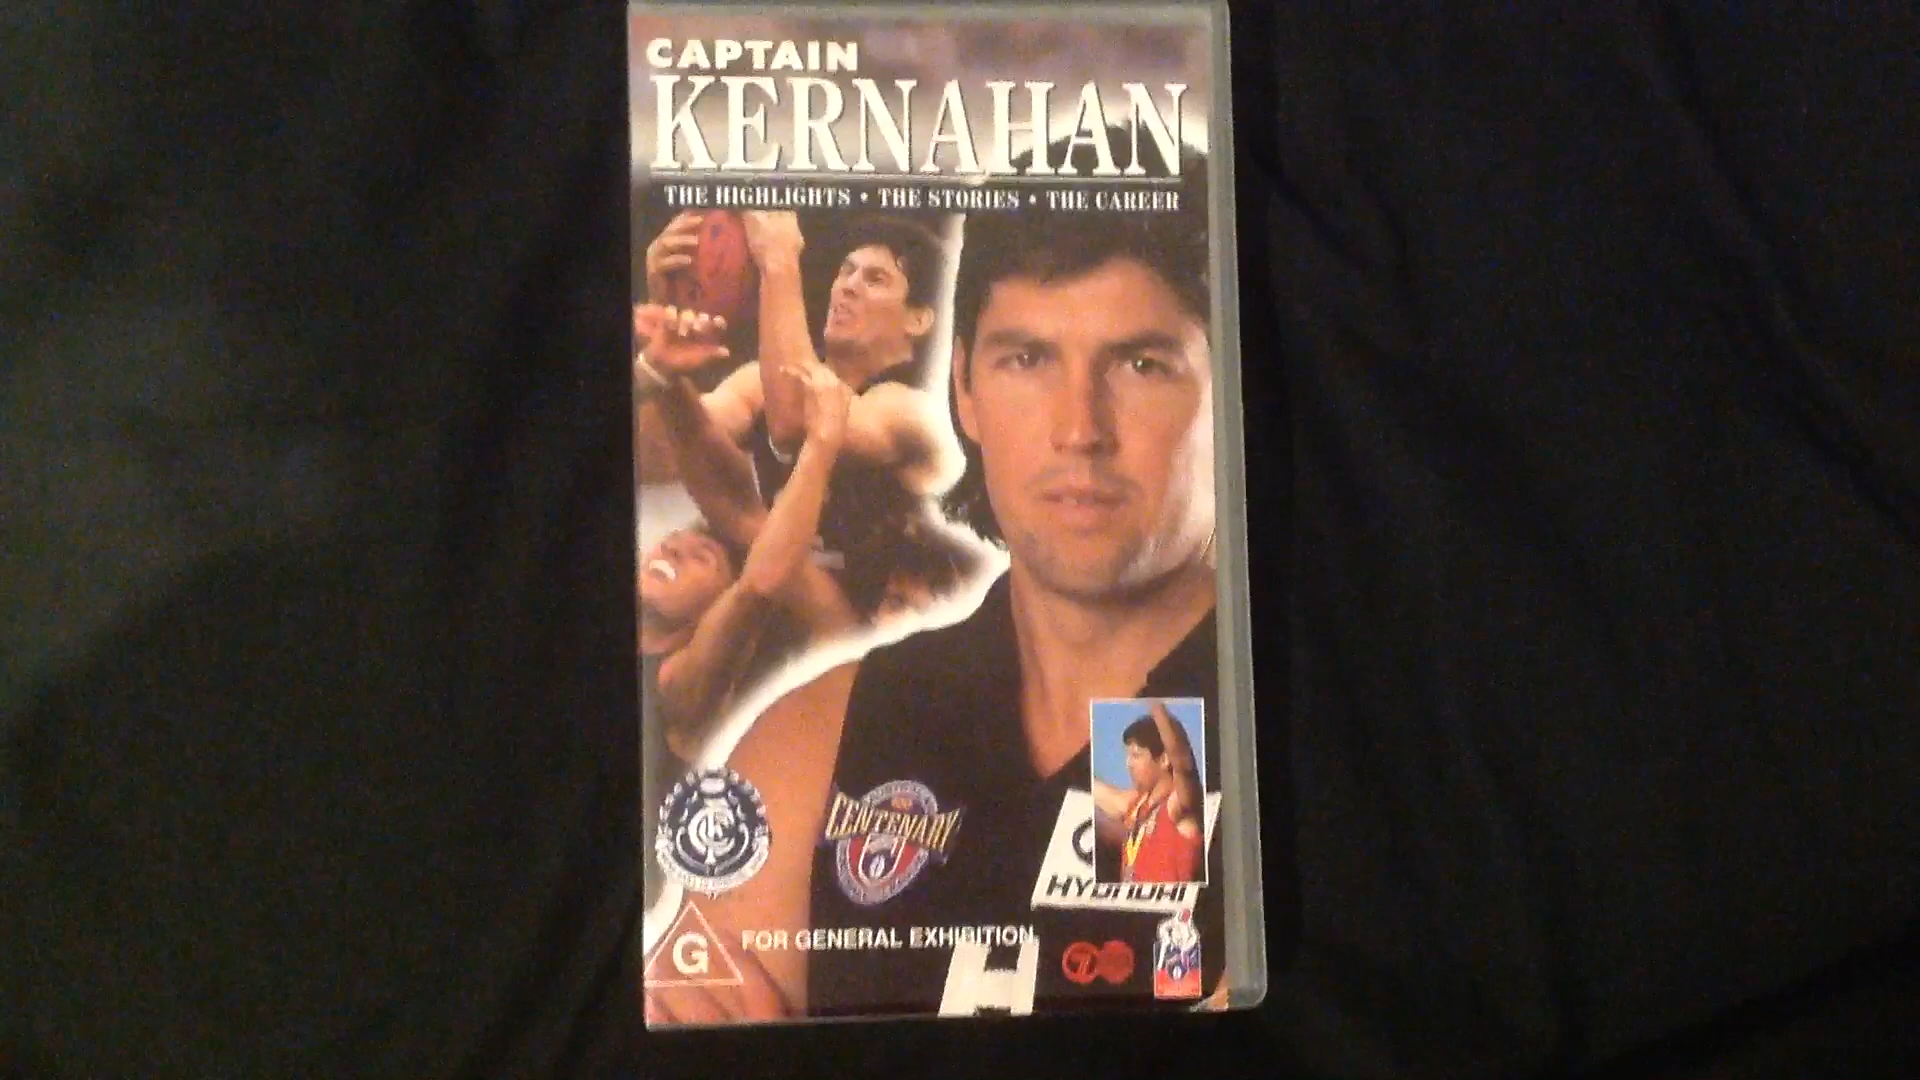 CAPTAIN
KERNAHAN
THE HIGHLIGHTS • THE STORIES • THE CAREER
CENTENARY
HYUNDAI
G
FOR GENERAL EXHIBITION
H